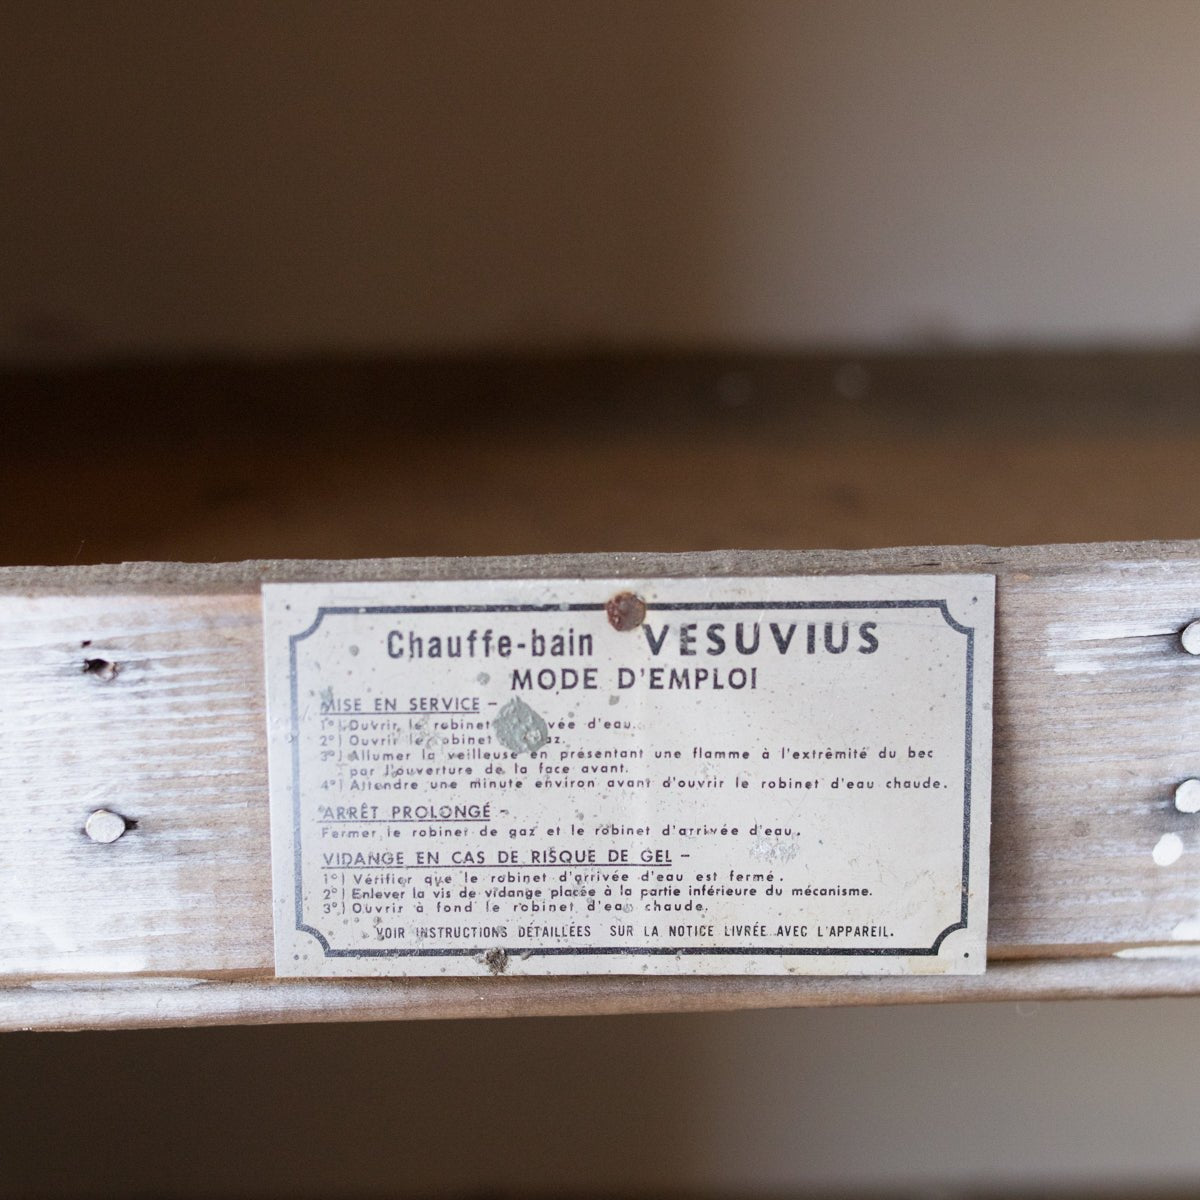 Chauffe-bain VESUVIUS
MODE D'EMPLOI
MISE EN SERVICE –
1°) Ouvrir le robinet vée d'eau.
2°) Ouvrir le robinet az.
3°) Allumer la veilleuse en présentant une flamme à l'extrêmité du bec
par l'ouverture de la face avant.
4°) Attendre une minute environ avant d'ouvrir le robinet d'eau chaude.
ARRÊT PROLONGÉ –
Fermer le robinet de gaz et le robinet d'arrivée d'eau.
VIDANGE EN CAS DE RISQUE DE GEL –
1°) Vérifier que le robinet d'arrivée d'eau est fermé.
2°) Enlever la vis de vidange placée à la partie inférieure du mécanisme.
3°) Ouvrir à fond le robinet d'eau chaude.
VOIR INSTRUCTIONS DÉTAILLÉES SUR LA NOTICE LIVRÉE AVEC L'APPAREIL.